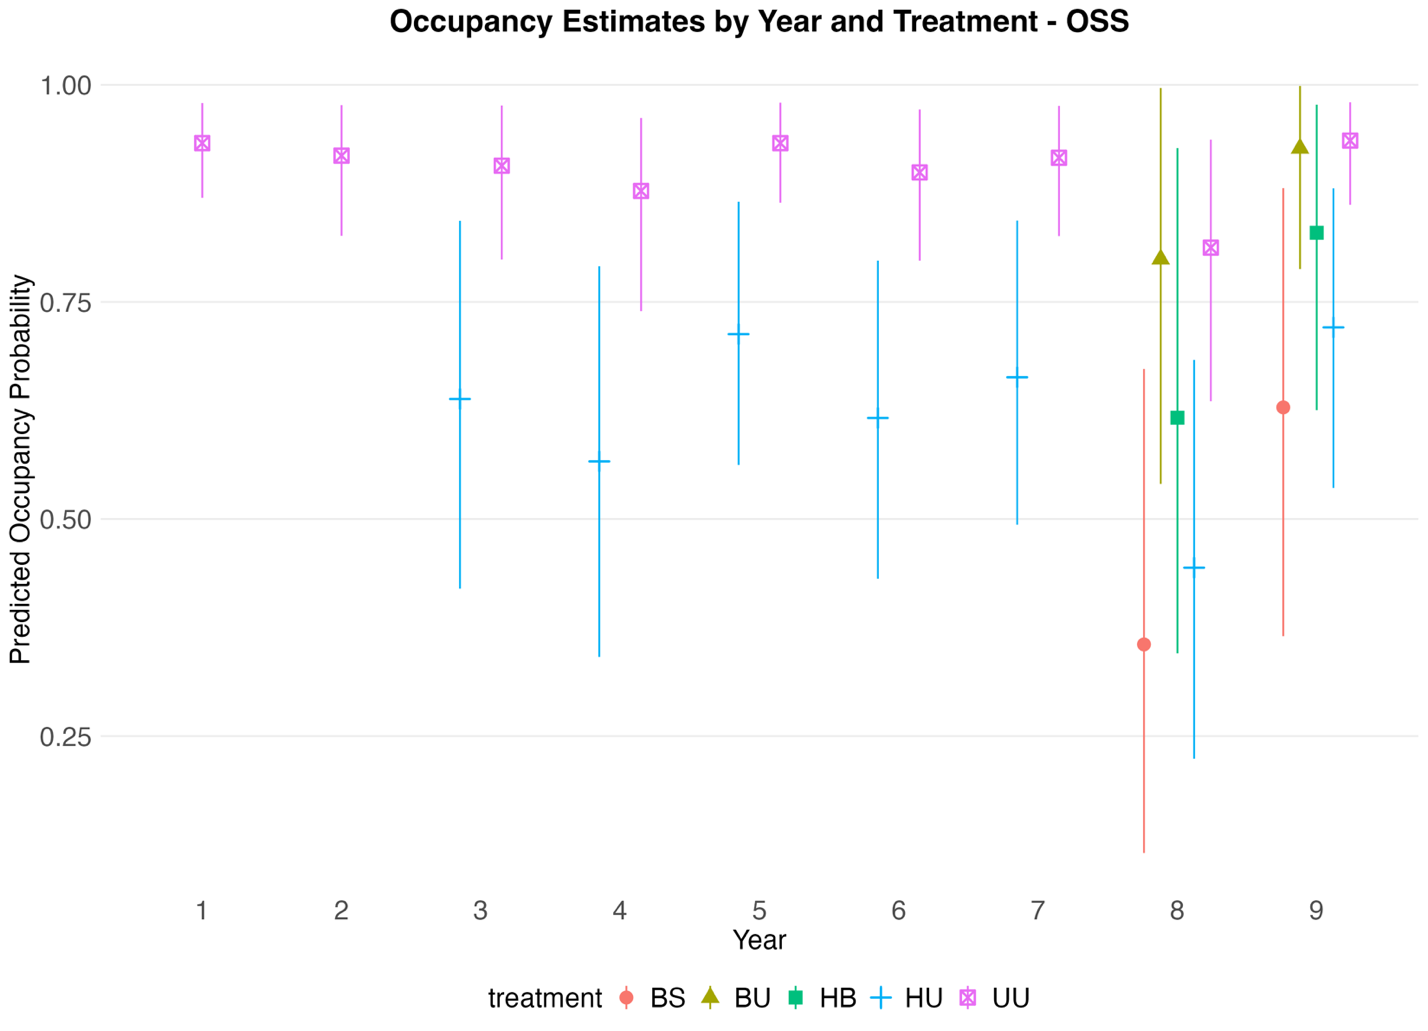 Occupancy Estimates by Year and Treatment - OSS
Predicted Occupancy Probability
1.00
0.75
0.50
0.25
1 2 3 4 5 6 7 8 9
Year
treatment BS BU HB HU UU